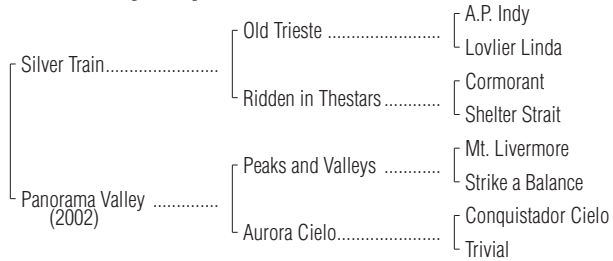 A.P. Indy
Old Trieste ......................
Lovlier Linda
Silver Train......................
Cormorant
Ridden in Thestars ...........
Shelter Strait
Mt. Livermore
Peaks and Valleys ............
Strike a Balance
Panorama Valley ...............
(2002)
Conquistador Cielo
Aurora Cielo.....................
Trivial